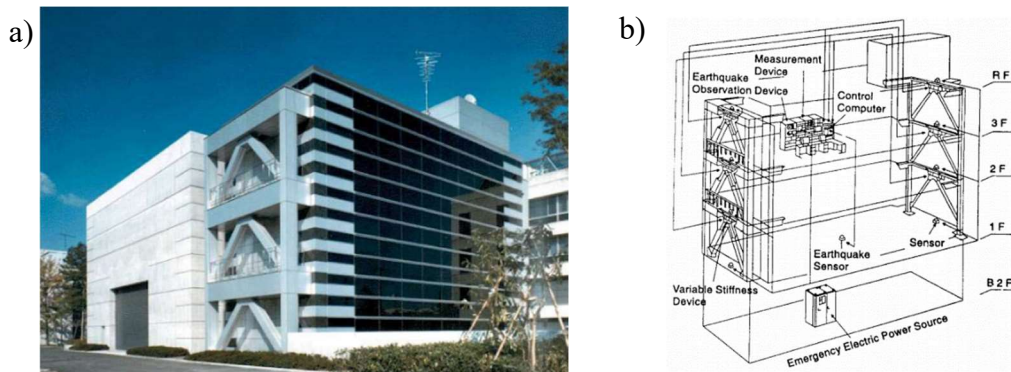 a)
b)
Measurement
Device
Earthquake
Observation Device
Control
Computer
R F
3 F
2 F
1 F
Sensor
Earthquake
Sensor
Variable Stiffness
Device
B 2 F
Emergency Electric Power Source